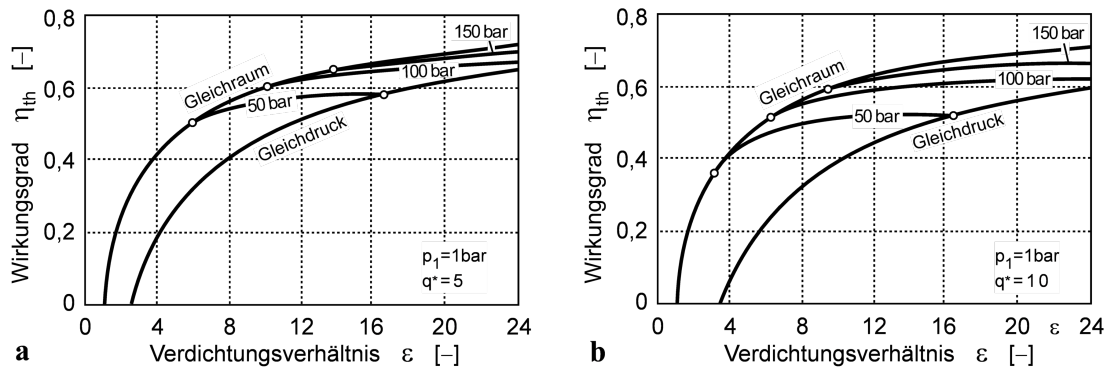 Wirkungsgrad η_th [–]
0,8
0,6
0,4
0,2
0
Gleichraum
150 bar
100 bar
50 bar
Gleichdruck
p₁=1bar
q*=5
0 4 8 12 16 20 24
Verdichtungsverhältnis ε [–]
a
Wirkungsgrad η_th [–]
0,8
0,6
0,4
0,2
0
Gleichraum
150 bar
100 bar
50 bar
Gleichdruck
p₁=1bar
q*=10
0 4 8 12 16 20 ε 24
Verdichtungsverhältnis ε [–]
b